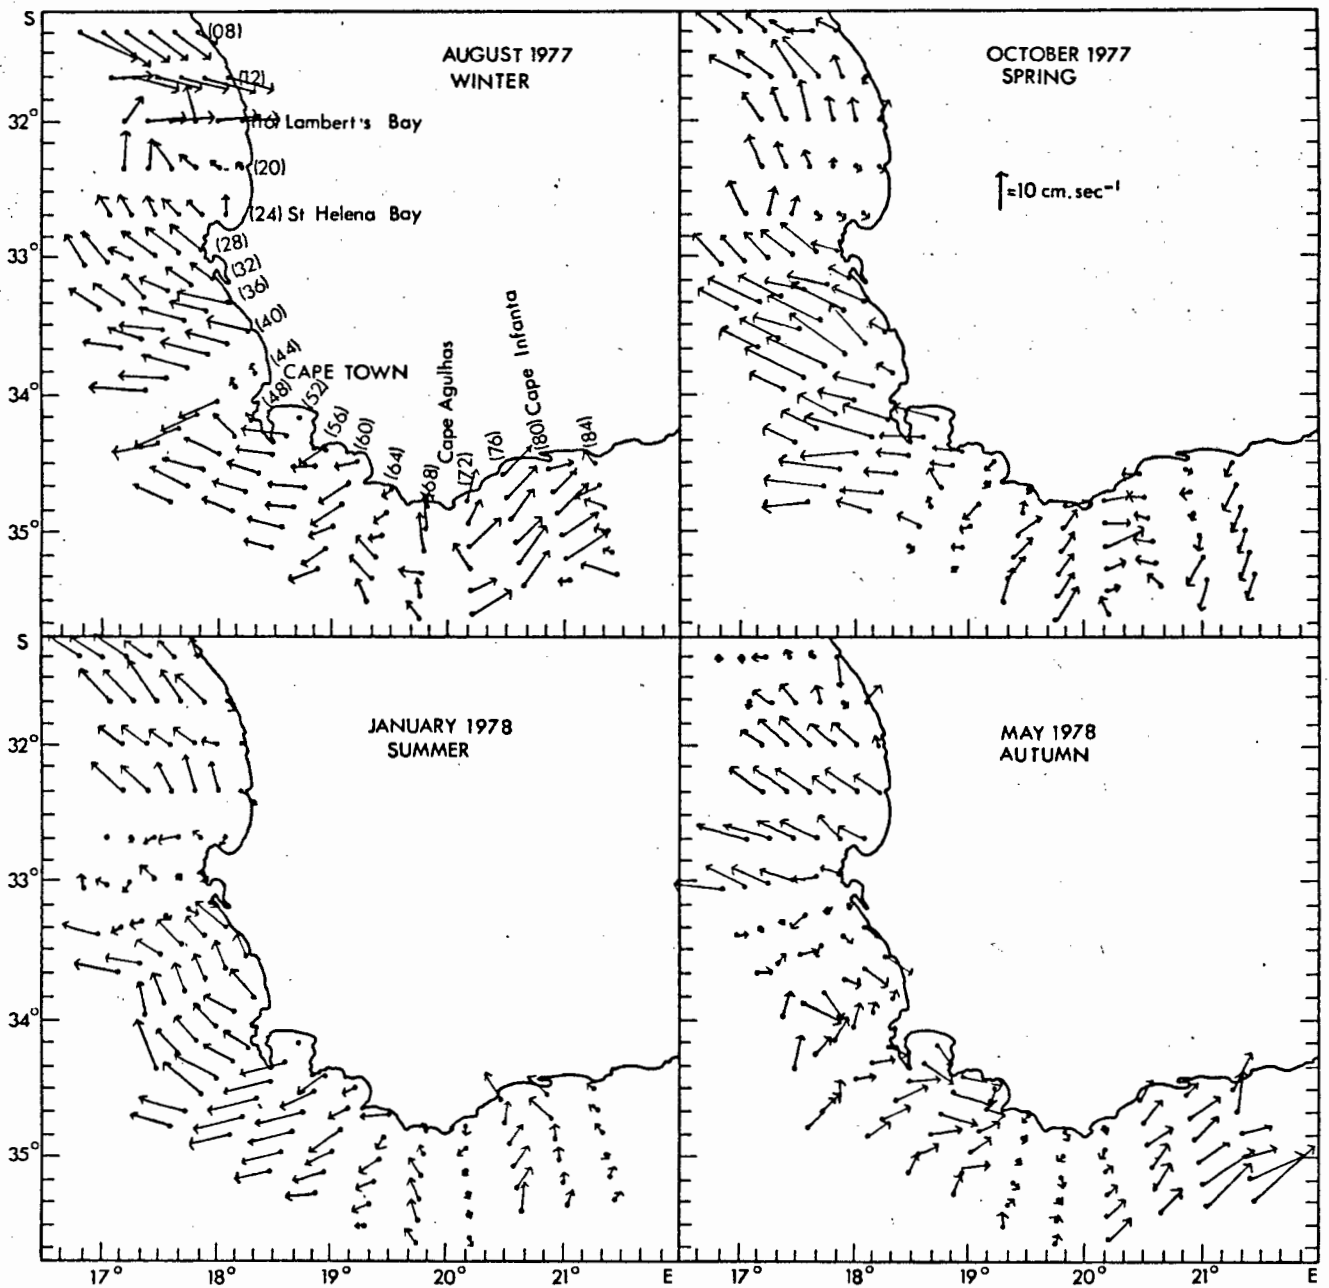 S
AUGUST 1977
WINTER
(08)
(12)
32°
(16) Lambert's Bay
(20)
(24) St Helena Bay
33°
(28)
(32)
(36)
(40)
(44)
CAPE TOWN
34°
(48)
(52)
(56)
(60)
(64)
(68)
Cape Agulhas
(72)
(76)
(80) Cape Infanta
(84)
35°
OCTOBER 1977
SPRING
=10 cm.sec⁻¹
S
JANUARY 1978
SUMMER
32°
33°
34°
35°
17° 18° 19° 20° 21° E
MAY 1978
AUTUMN
17° 18° 19° 20° 21° E